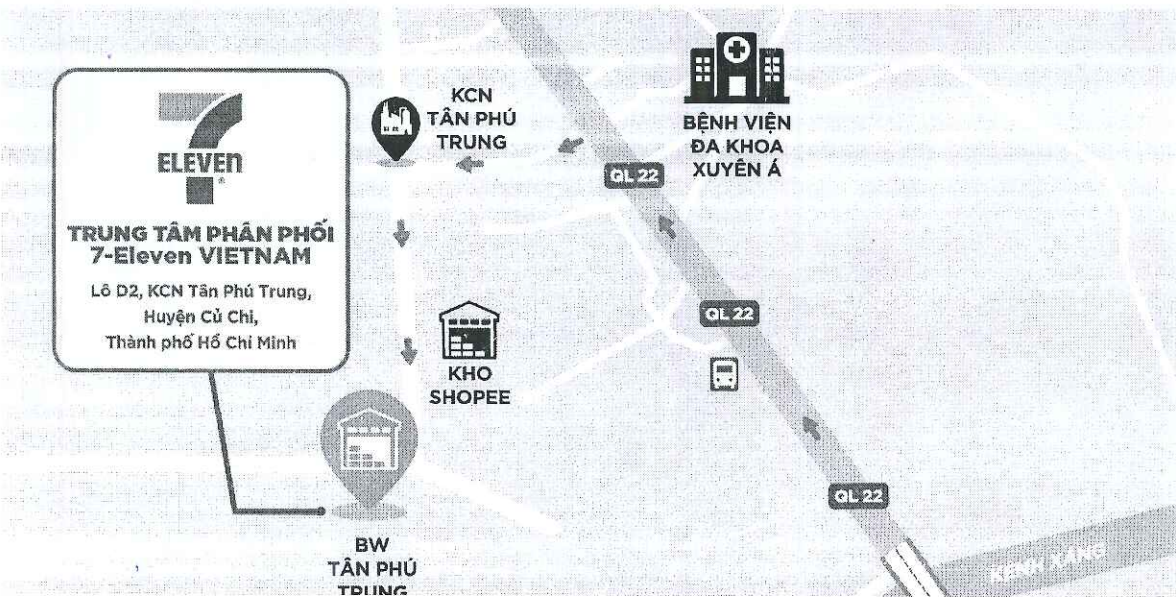 7
ELEVEn
®
TRUNG TÂM PHÂN PHỐI
7-Eleven VIETNAM
Lô D2, KCN Tân Phú Trung,
Huyện Củ Chi,
Thành phố Hồ Chí Minh
KCN
TÂN PHÚ
TRUNG
BỆNH VIỆN
ĐA KHOA
XUYÊN Á
QL 22
QL 22
KHO
SHOPEE
QL 22
BW
TÂN PHÚ
TRUNG
KÊNH XÁNG